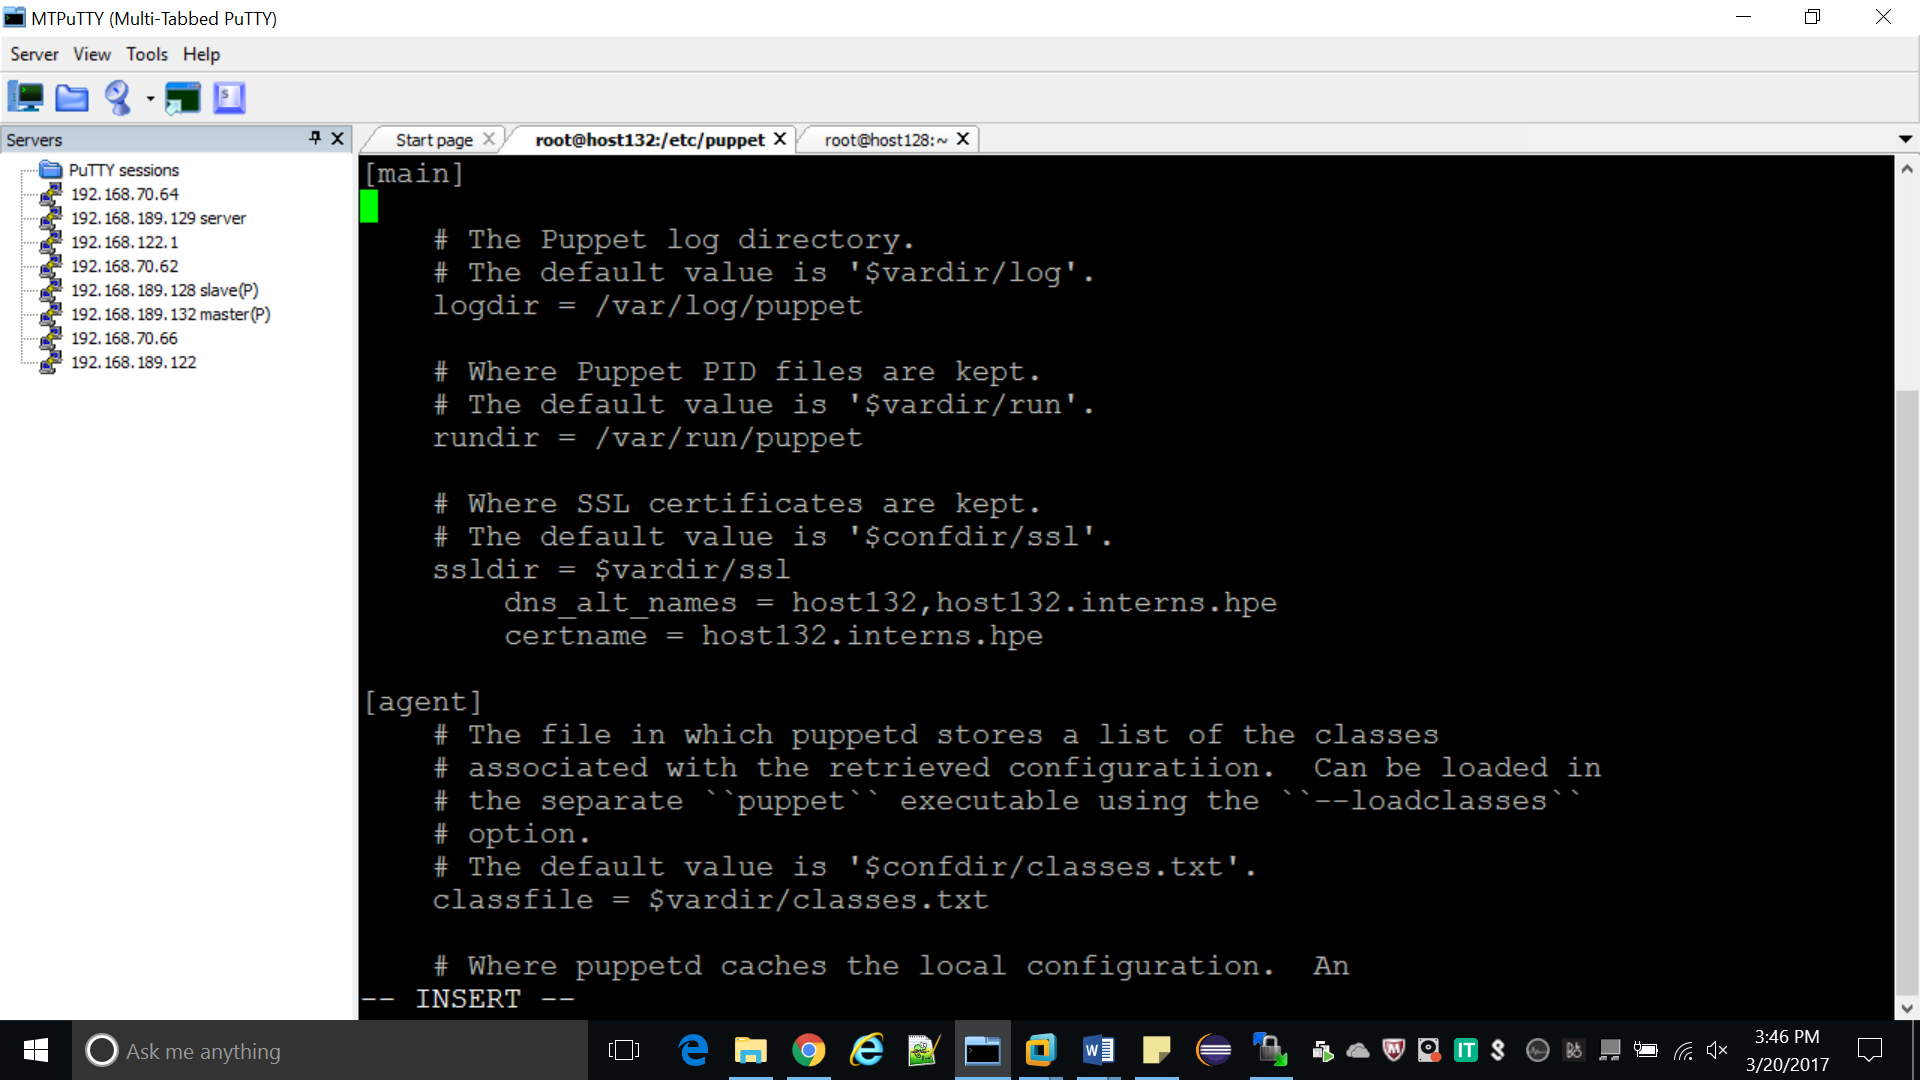 MTPuTTY (Multi-Tabbed PuTTY)
Server View Tools Help
Servers
PuTTY sessions
192.168.70.64
192.168.189.129 server
192.168.122.1
192.168.70.62
192.168.189.128 slave(P)
192.168.189.132 master(P)
192.168.70.66
192.168.189.122
Start page root@host132:/etc/puppet root@host128:~
[main]
# The Puppet log directory.
# The default value is '$vardir/log'.
logdir = /var/log/puppet
# Where Puppet PID files are kept.
# The default value is '$vardir/run'.
rundir = /var/run/puppet
# Where SSL certificates are kept.
# The default value is '$confdir/ssl'.
ssldir = $vardir/ssl
dns_alt_names = host132,host132.interns.hpe
certname = host132.interns.hpe
[agent]
# The file in which puppetd stores a list of the classes
# associated with the retrieved configuratiion.  Can be loaded in
# the separate ``puppet`` executable using the ``--loadclasses``
# option.
# The default value is '$confdir/classes.txt'.
classfile = $vardir/classes.txt
# Where puppetd caches the local configuration.  An
-- INSERT --
Ask me anything
3:46 PM
3/20/2017